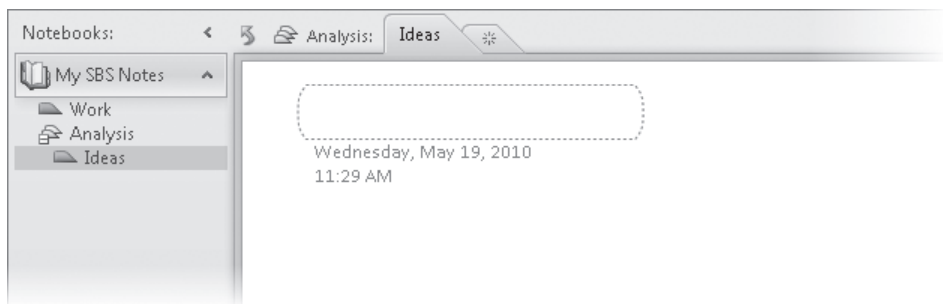 Notebooks:
Analysis: Ideas
My SBS Notes
Work
Analysis
Ideas
Wednesday, May 19, 2010
11:29 AM